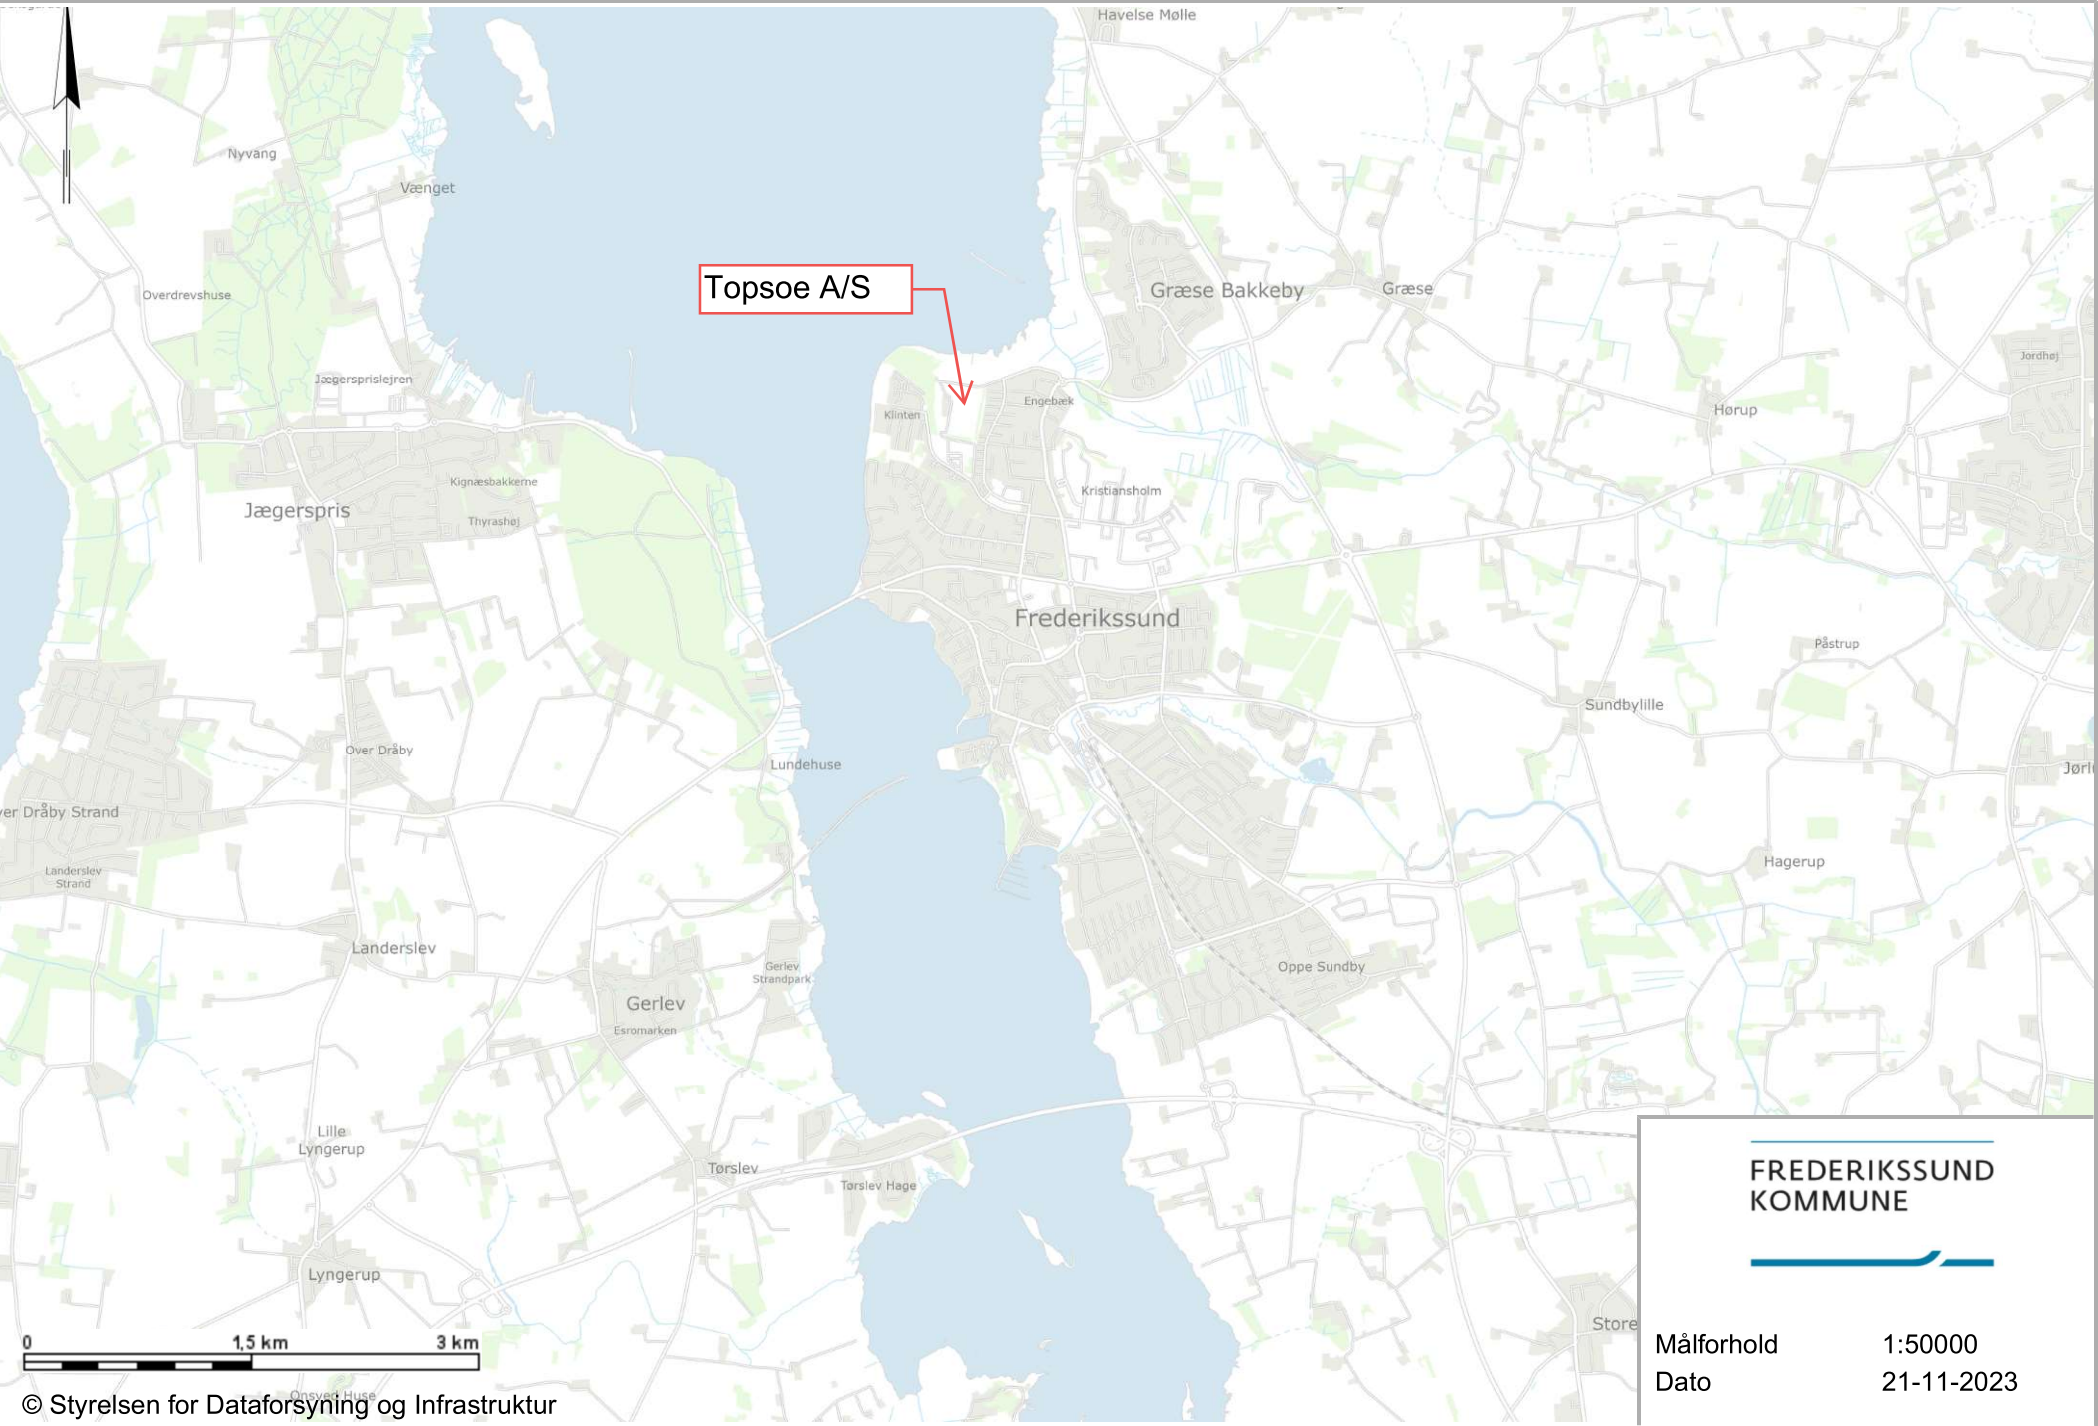 Havelse Mølle
Nyvang
Vænget
Overdrevshuse
Topsoe A/S
Græse Bakkeby
Græse
Jordhøj
Jægersprislejren
Klinten
Engebæk
Hørup
Kignæsbakkerne
Kristiansholm
Jægerspris
Thyrashøj
Frederikssund
Påstrup
Sundbylille
Over Dråby
Lundehuse
Jørl
er Dråby Strand
Landerslev
Strand
Hagerup
Landerslev
Gerlev
Strandpark
Oppe Sundby
Gerlev
Esromarken
Lille
Lyngerup
Tørslev
Tørslev Hage
Lyngerup
Store
FREDERIKSSUND
KOMMUNE
Målforhold 1:50000
Dato 21-11-2023
0 1,5 km 3 km
Onsved Huse
© Styrelsen for Dataforsyning og Infrastruktur